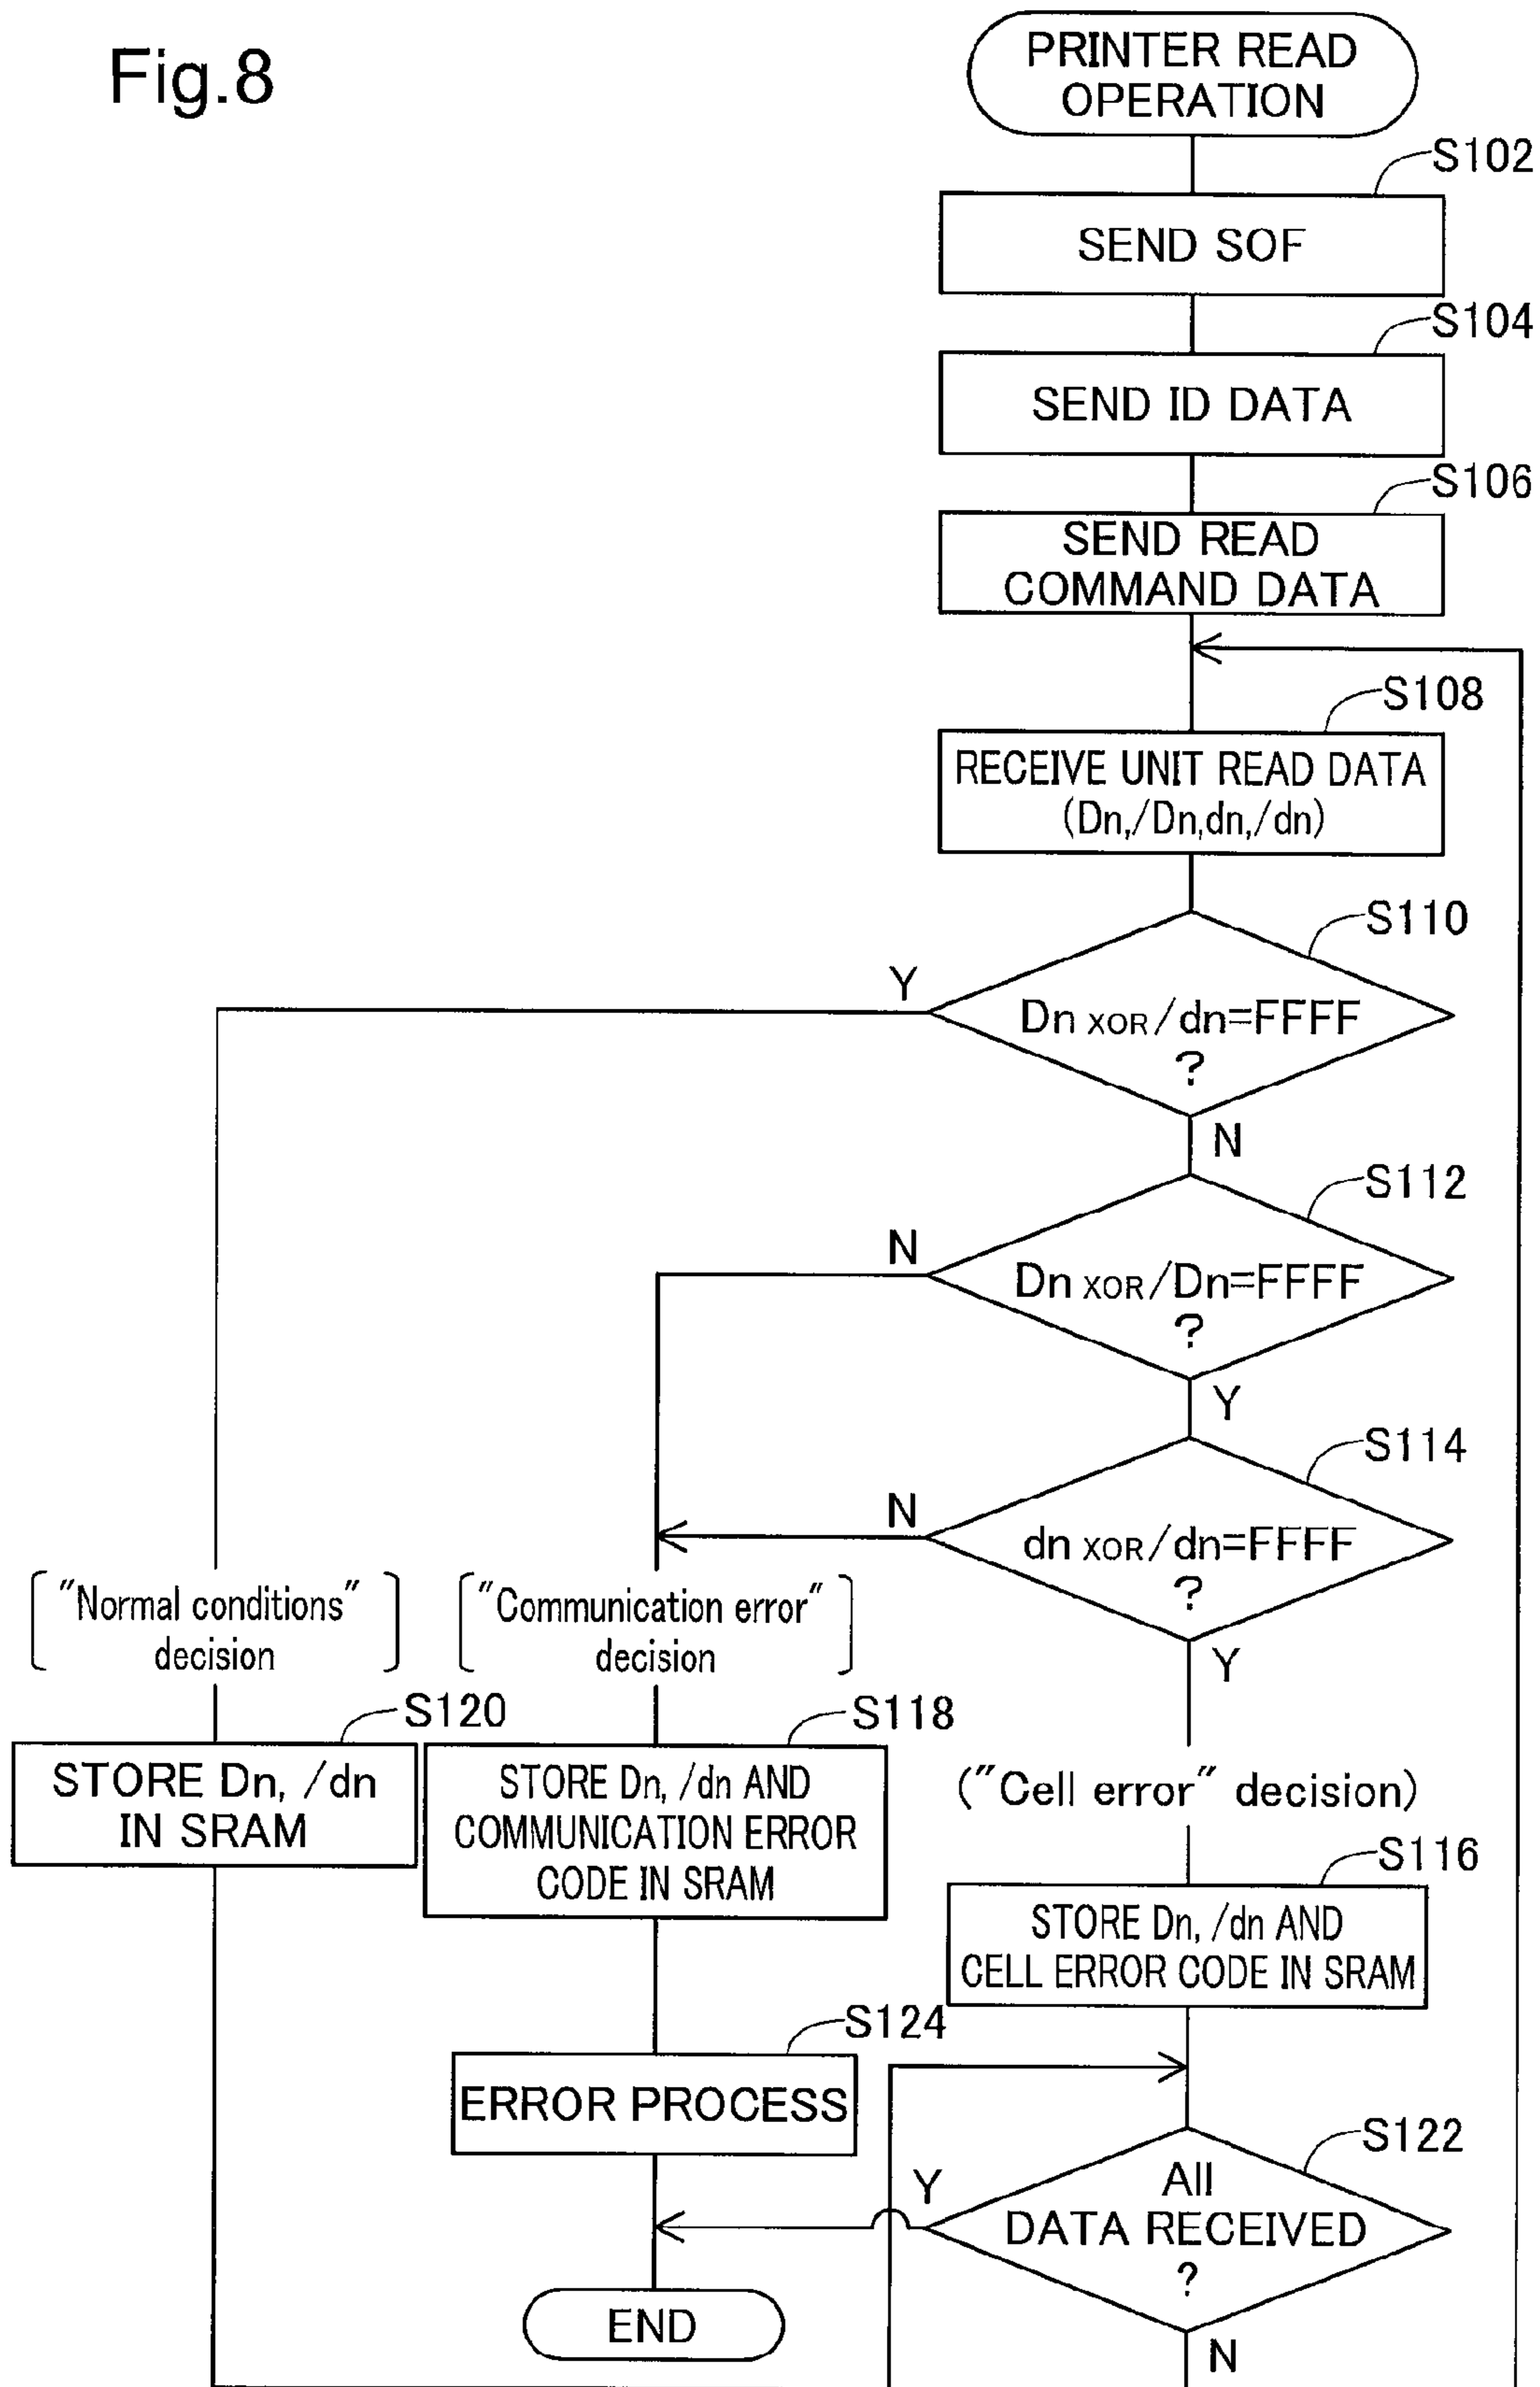 Fig.8
PRINTER READ
OPERATION
S102
SEND SOF
S104
SEND ID DATA
S106
SEND READ
COMMAND DATA
S108
RECEIVE UNIT READ DATA
(Dn,/Dn,dn,/dn)
S110
Y
Dn XOR/dn=FFFF
?
N
S112
N
Dn XOR/Dn=FFFF
?
Y
S114
N
dn XOR/dn=FFFF
?
Y
"Normal conditions"
decision
"Communication error"
decision
S120
STORE Dn, /dn
IN SRAM
S118
STORE Dn, /dn AND
COMMUNICATION ERROR
CODE IN SRAM
("Cell error" decision)
S116
STORE Dn, /dn AND
CELL ERROR CODE IN SRAM
S124
ERROR PROCESS
S122
Y
All
DATA RECEIVED
?
N
END